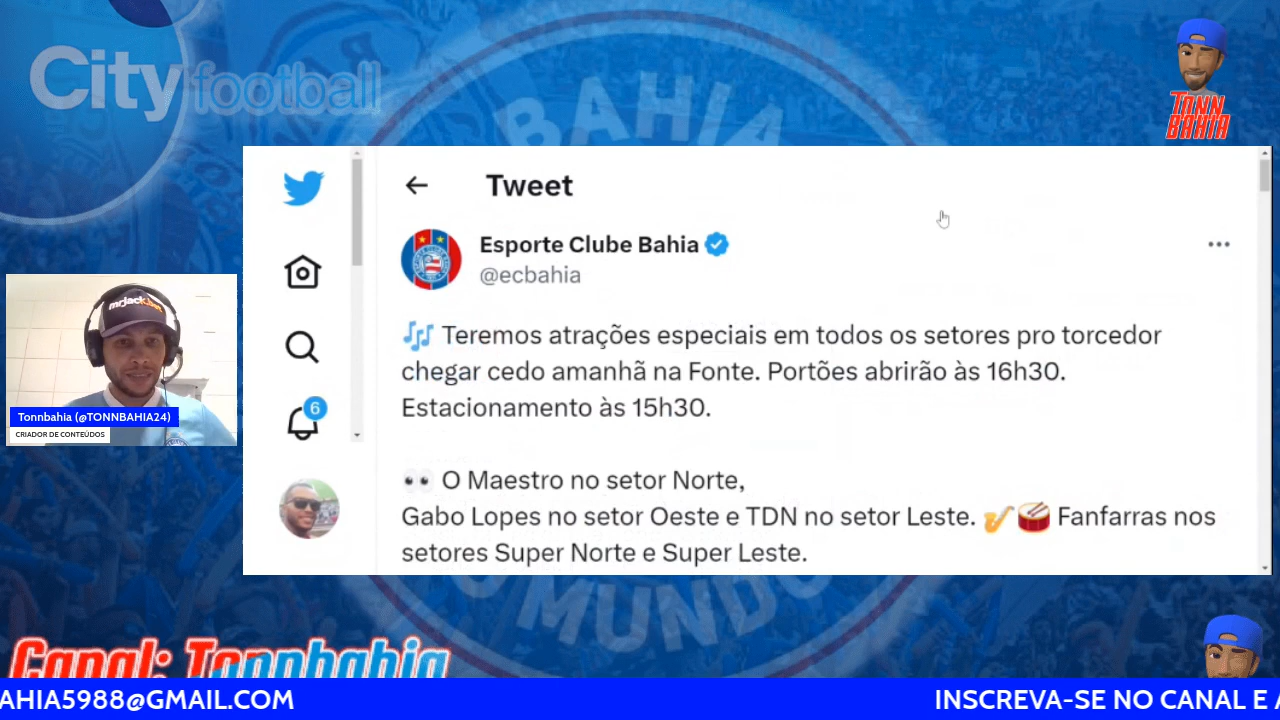 City football
TONN
BAHIA
BAHIA
Tweet
Esporte Clube Bahia
@ecbahia
🎶 Teremos atrações especiais em todos os setores pro torcedor
chegar cedo amanhã na Fonte. Portões abrirão às 16h30.
Estacionamento às 15h30.
6
mrjack.bet
Tonnbahia (@TONNBAHIA24)
CRIADOR DE CONTEÚDOS
👀 O Maestro no setor Norte,
Gabo Lopes no setor Oeste e TDN no setor Leste. 🎷🥁 Fanfarras nos
setores Super Norte e Super Leste.
O MUNDO
Canal: Tonnbahia
AHIA5988@GMAIL.COM
INSCREVA-SE NO CANAL E A